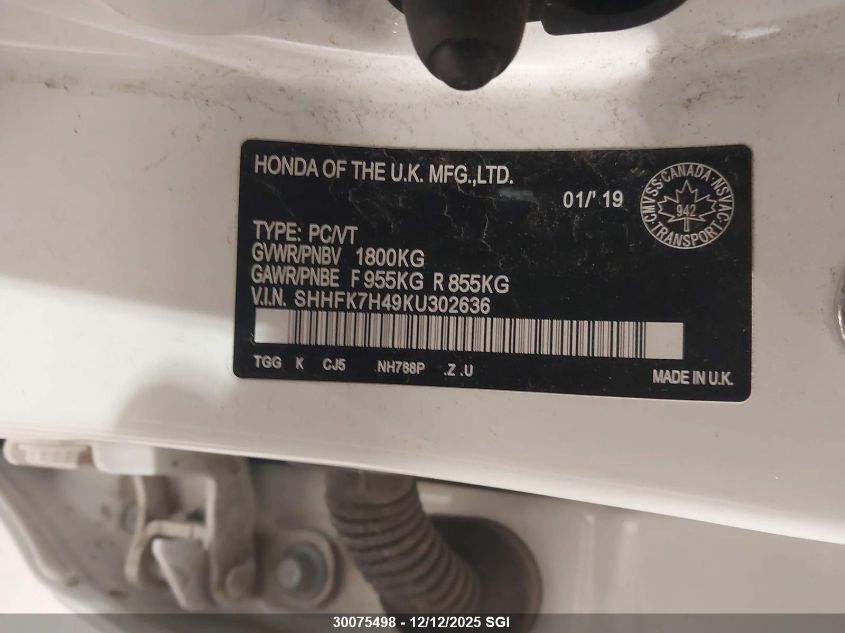 HONDA OF THE U.K. MFG.,LTD.
01/' 19
CMVSS·CANADA·NSVAC
942
TRANSPORT
TYPE: PC/VT
GVWR/PNBV 1800KG
GAWR/PNBE F 955KG R 855KG
V.I.N. SHHFK7H49KU302636
TGG K CJ5 .NH788P .Z .U
MADE IN U.K.
30075498 - 12/12/2025 SGI